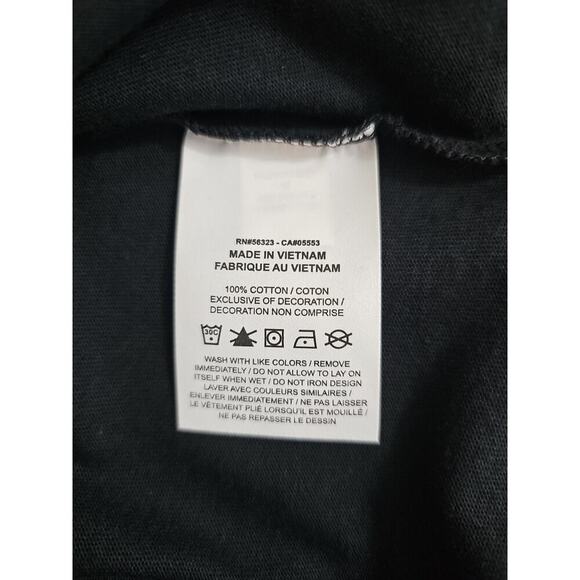 RN#56323 - CA#05553
MADE IN VIETNAM
FABRIQUE AU VIETNAM
100% COTTON / COTON
EXCLUSIVE OF DECORATION /
DECORATION NON COMPRISE
30C
WASH WITH LIKE COLORS / REMOVE
IMMEDIATELY / DO NOT ALLOW TO LAY ON
ITSELF WHEN WET / DO NOT IRON DESIGN
LAVER AVEC COULEURS SIMILAIRES /
ENLEVER IMMEDIATEMENT / NE PAS LAISSER
LE VÊTEMENT PLIÉ LORSQU'IL EST MOUILLÉ /
NE PAS REPASSER LE DESSIN